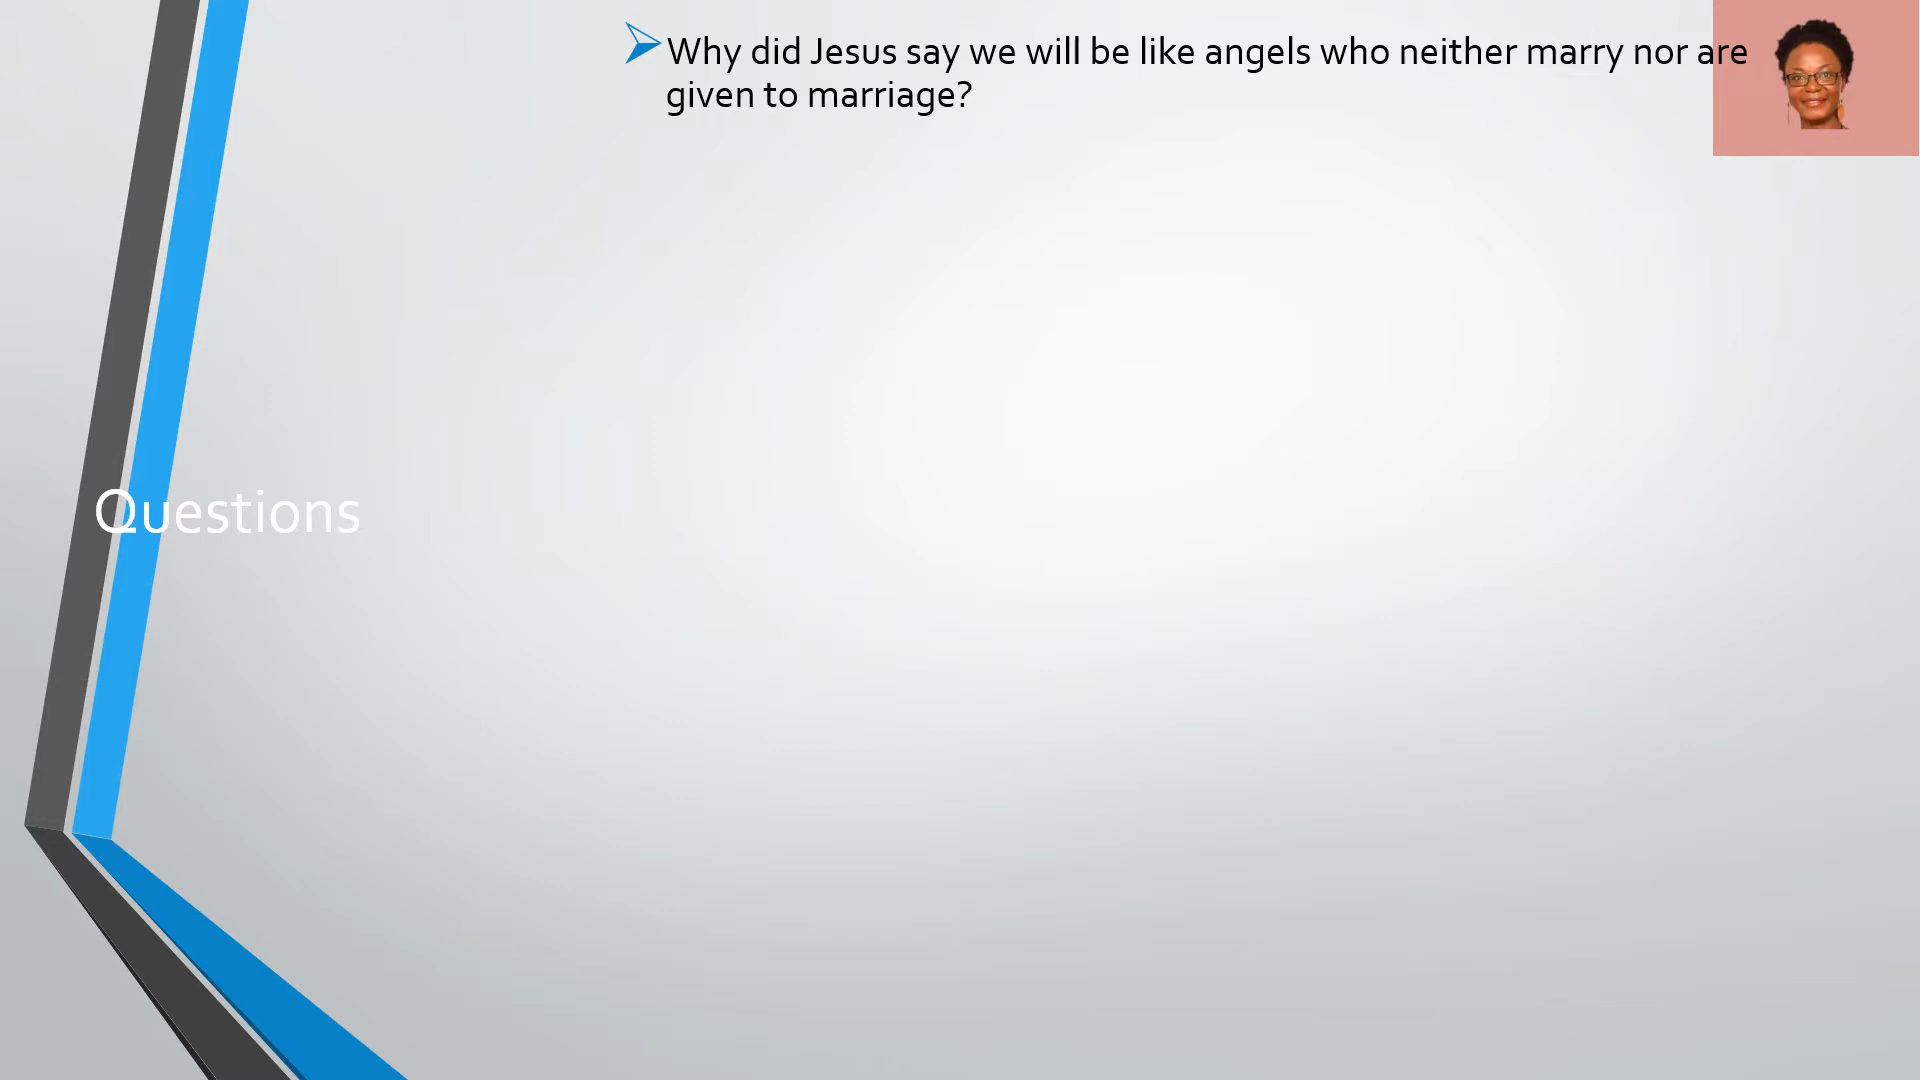 Why did Jesus say we will be like angels who neither marry nor are
given to marriage?
Questions